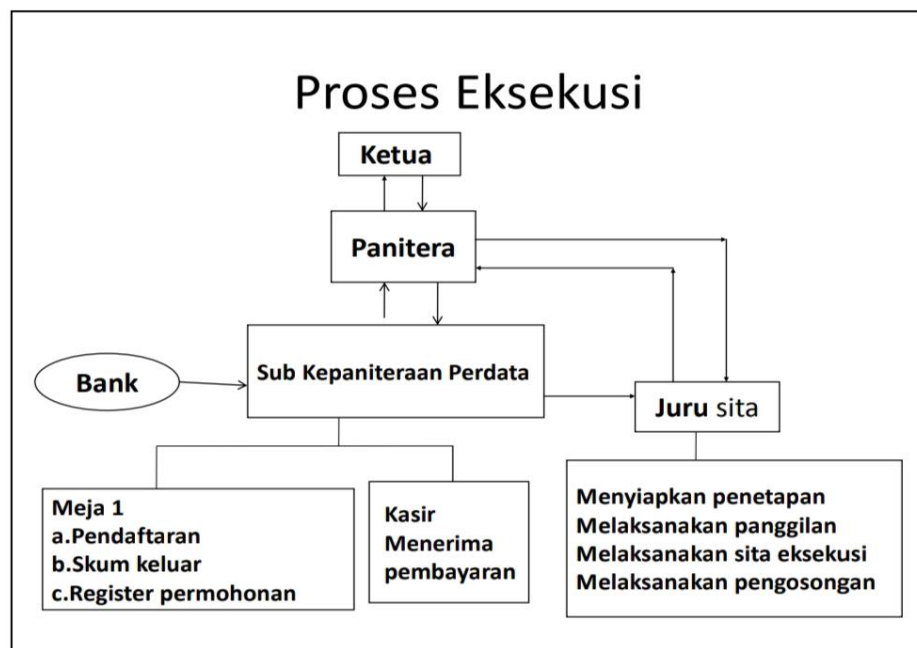 Proses Eksekusi
Ketua
Panitera
Sub Kepaniteraan Perdata
Bank
Juru sita
Meja 1
a.Pendaftaran
b.Skum keluar
c.Register permohonan
Kasir
Menerima
pembayaran
Menyiapkan penetapan
Melaksanakan panggilan
Melaksanakan sita eksekusi
Melaksanakan pengosongan